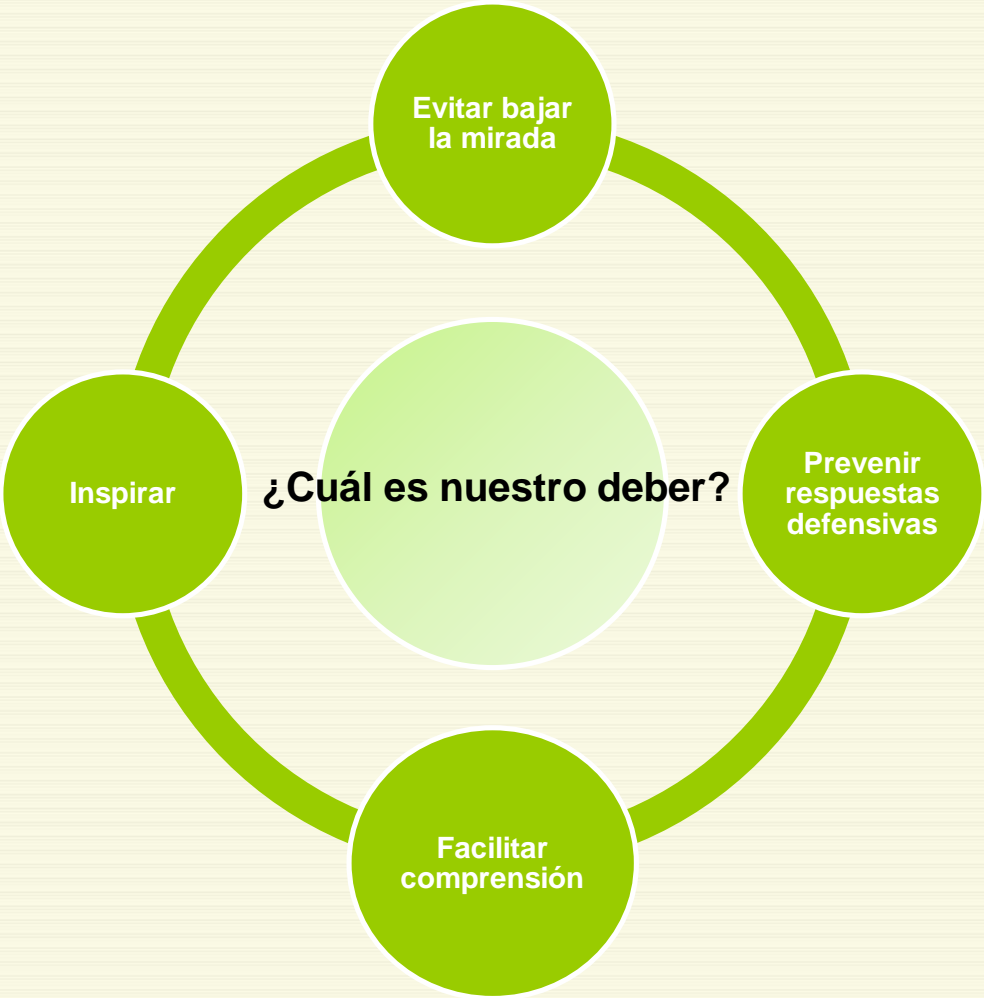 Evitar bajar
la mirada
Inspirar
¿Cuál es nuestro deber?
Prevenir
respuestas
defensivas
Facilitar
comprensión